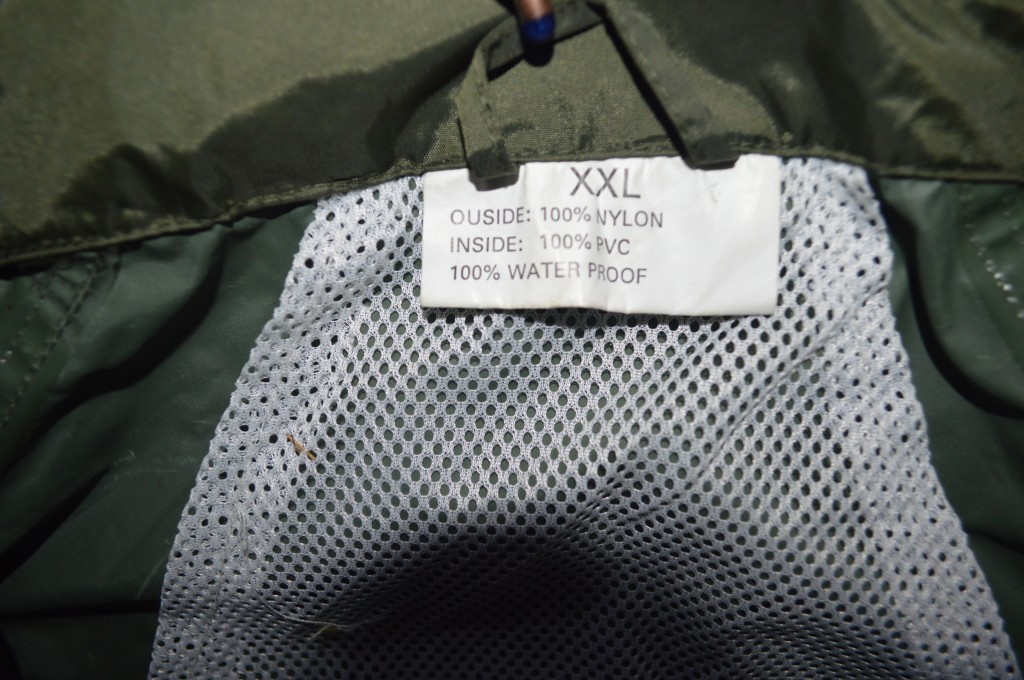 XXL
OUSIDE: 100% NYLON
INSIDE: 100% PVC
100% WATER PROOF